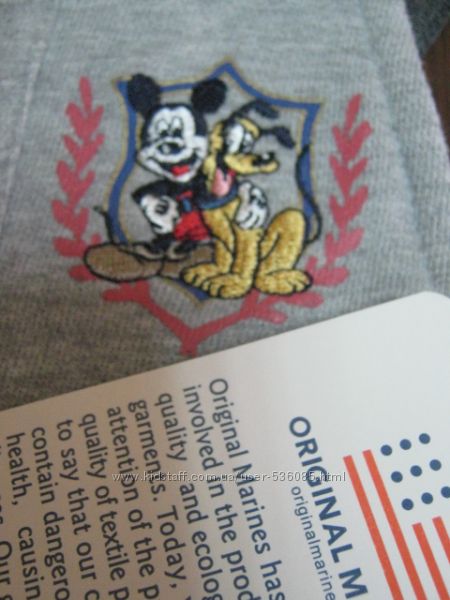 ORIGINAL M
originalmarine
Original Marines has
involved in the prod
quality and ecolog
garments. Today,
attention of the p
quality of textile p
to say that our c
contain dangero
health, causin
Our
www.kidstaff.com.ua/user-536085.html